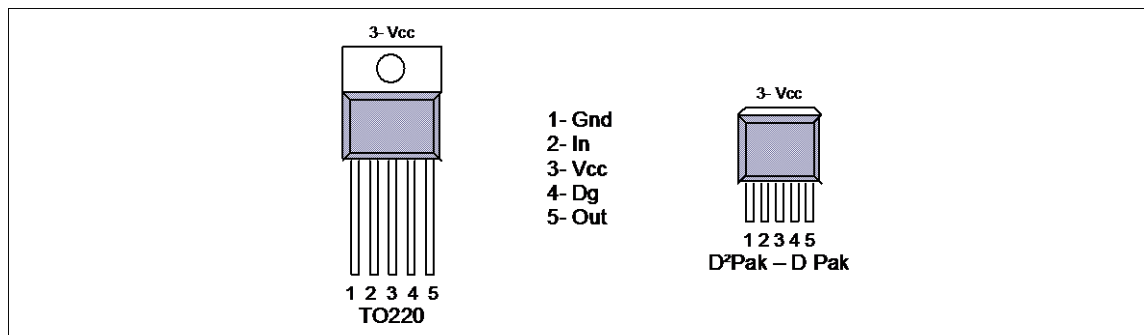 3- Vcc
1 2 3 4 5
TO220
1- Gnd
2- In
3- Vcc
4- Dg
5- Out
3- Vcc
1 2 3 4 5
D²Pak – D Pak